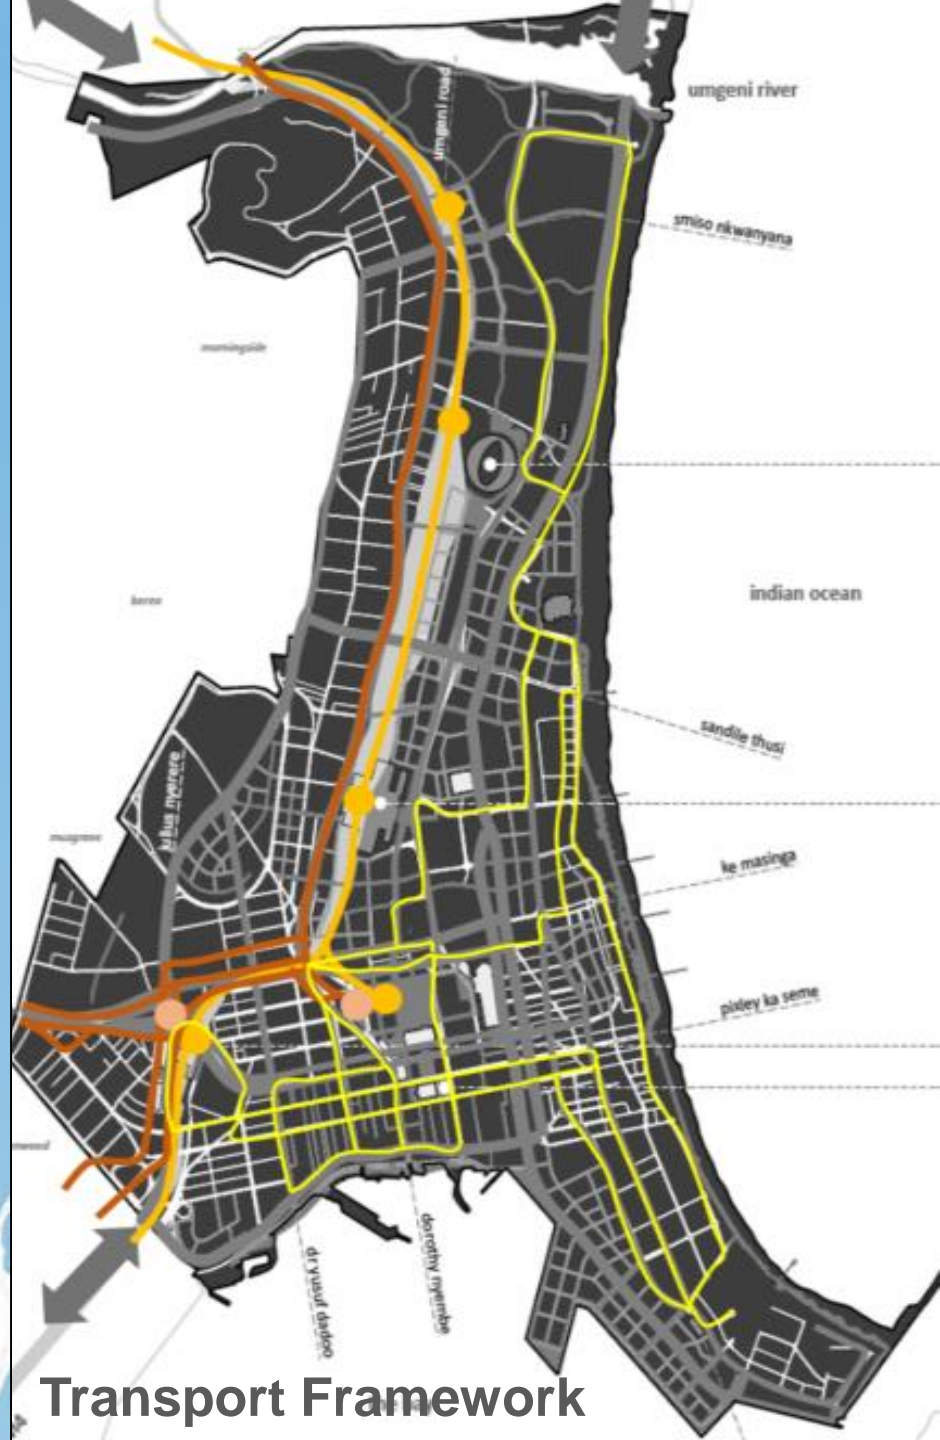 umgeni river
umgeni road
smiso nkwanyana
morningside
indian ocean
berea
sandile thusi
julius nyerere
musgrave
ke masinga
pixley ka seme
dorothy nyembe
dr yusuf dadoo
Transport Framework